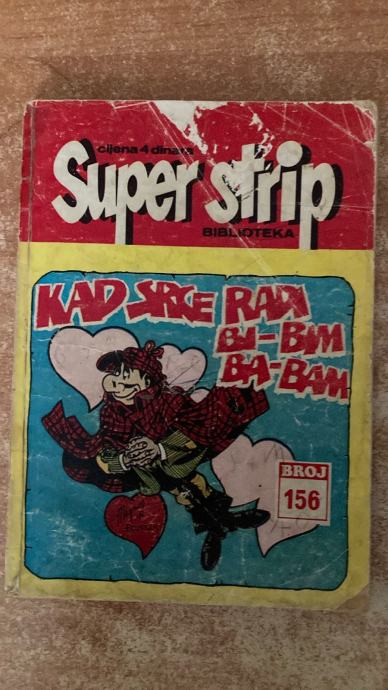 cijena 4 dinara
Super strip
BIBLIOTEKA
KAD SRCE RADI
BI-BIM
BA-BAM
BROJ
156